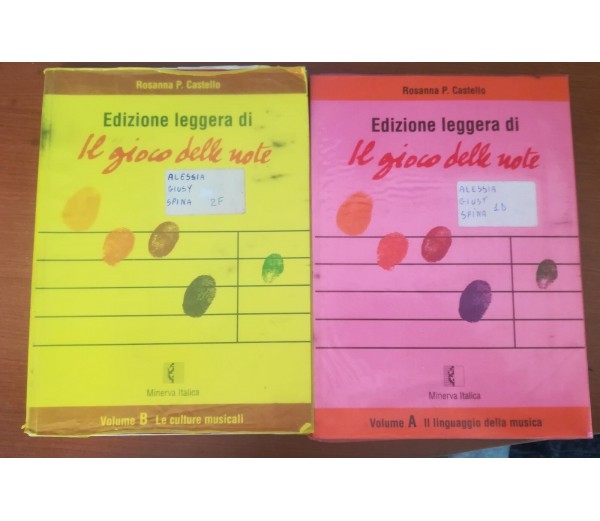 Rosanna P. Castello
Edizione leggera di
Il gioco delle note
ALESSIA
GIUSY
SPINA 2F
Minerva Italica
Volume B Le culture musicali
Rosanna P. Castello
Edizione leggera di
Il gioco delle note
ALESSIA
GIUSY
SPINA 1D
Minerva Italica
Volume A Il linguaggio della musica